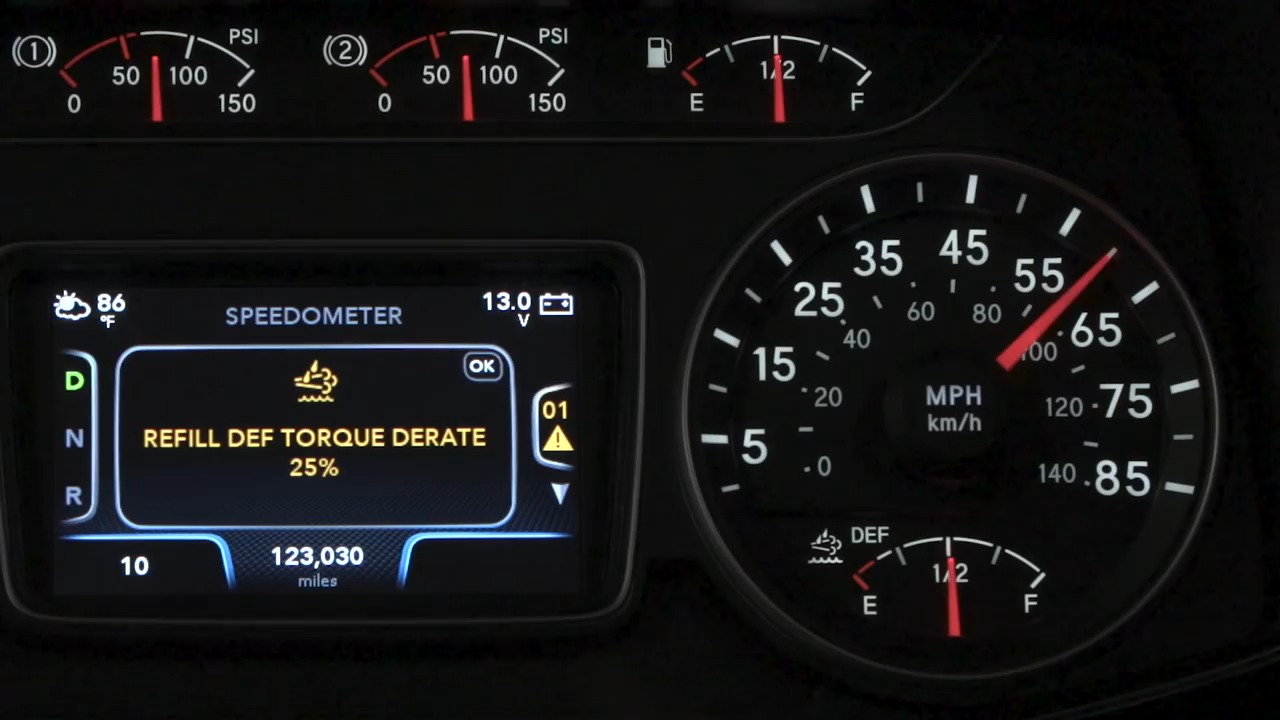 1 PSI
50 100
0 150
2 PSI
50 100
0 150
1/2
E F
86
°F
SPEEDOMETER
13.0
V
OK
D
N
R
REFILL DEF TORQUE DERATE
25%
01
10
123,030
miles
5 15 25 35 45 55 65 75 85
0 20 40 60 80 100 120 140
MPH
km/h
DEF
1/2
E F